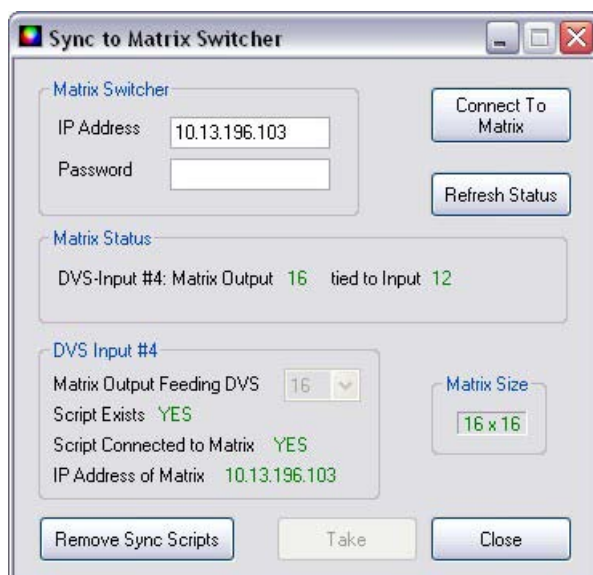 Sync to Matrix Switcher
Matrix Switcher
IP Address 10.13.196.103
Password
Connect To
Matrix
Refresh Status
Matrix Status
DVS-Input #4: Matrix Output 16 tied to Input 12
DVS Input #4
Matrix Output Feeding DVS 16
Script Exists YES
Script Connected to Matrix YES
IP Address of Matrix 10.13.196.103
Matrix Size
16 x 16
Remove Sync Scripts
Take
Close